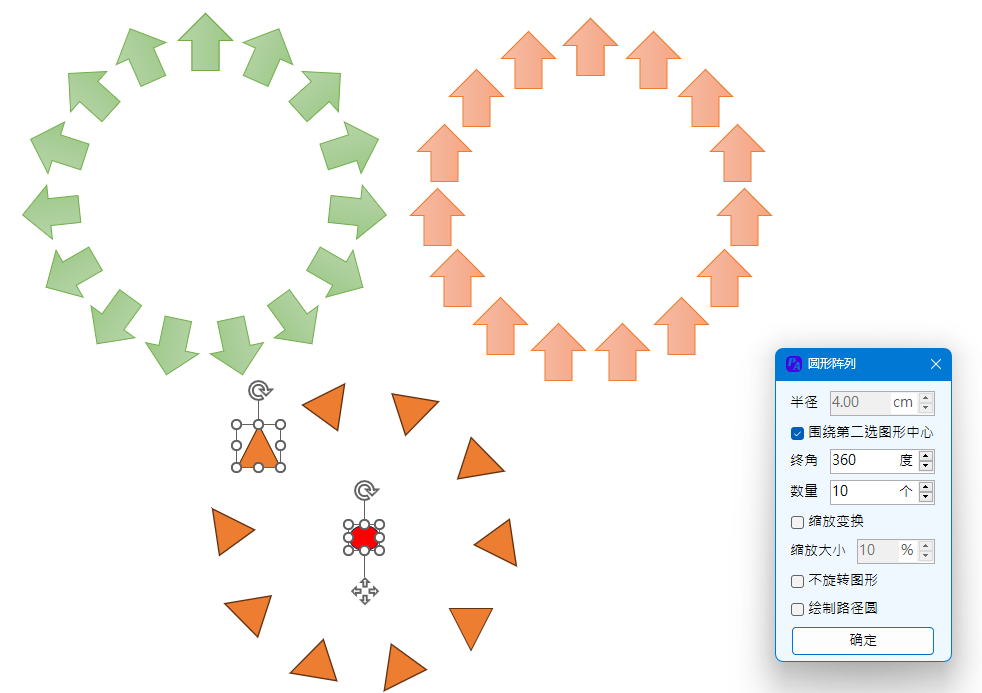 圆形阵列
半径 4.00 cm
围绕第二选图形中心
终角 360 度
数量 10 个
缩放变换
缩放大小 10 %
不旋转图形
绘制路径圆
确定